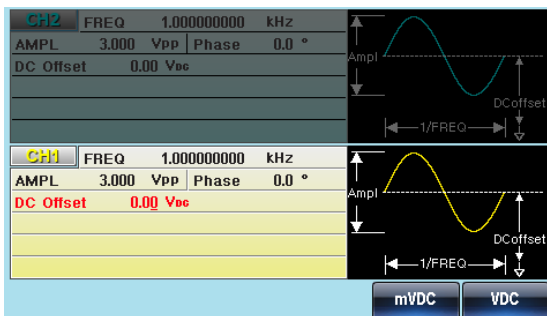 CH2 FREQ 1.000000000 kHz
AMPL 3.000 Vpp Phase 0.0 °
DC Offset 0.00 VDC
Ampl
DCoffset
1/FREQ
CH1 FREQ 1.000000000 kHz
AMPL 3.000 Vpp Phase 0.0 °
DC Offset 0.00 VDC
Ampl
DCoffset
1/FREQ
mVDC VDC